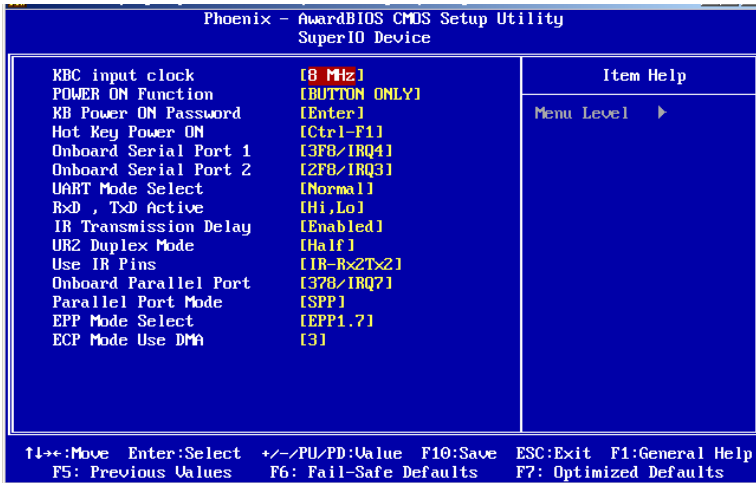 Phoenix - AwardBIOS CMOS Setup Utility
SuperIO Device
KBC input clock [8 MHz]
POWER ON Function [BUTTON ONLY]
KB Power ON Password [Enter]
Hot Key Power ON [Ctrl-F1]
Onboard Serial Port 1 [3F8/IRQ4]
Onboard Serial Port 2 [2F8/IRQ3]
UART Mode Select [Normal]
RxD , TxD Active [Hi,Lo]
IR Transmission Delay [Enabled]
UR2 Duplex Mode [Half]
Use IR Pins [IR-Rx2Tx2]
Onboard Parallel Port [378/IRQ7]
Parallel Port Mode [SPP]
EPP Mode Select [EPP1.7]
ECP Mode Use DMA [3]
Item Help
Menu Level ▶
↑↓→←:Move Enter:Select +/-/PU/PD:Value F10:Save ESC:Exit F1:General Help
F5: Previous Values F6: Fail-Safe Defaults F7: Optimized Defaults